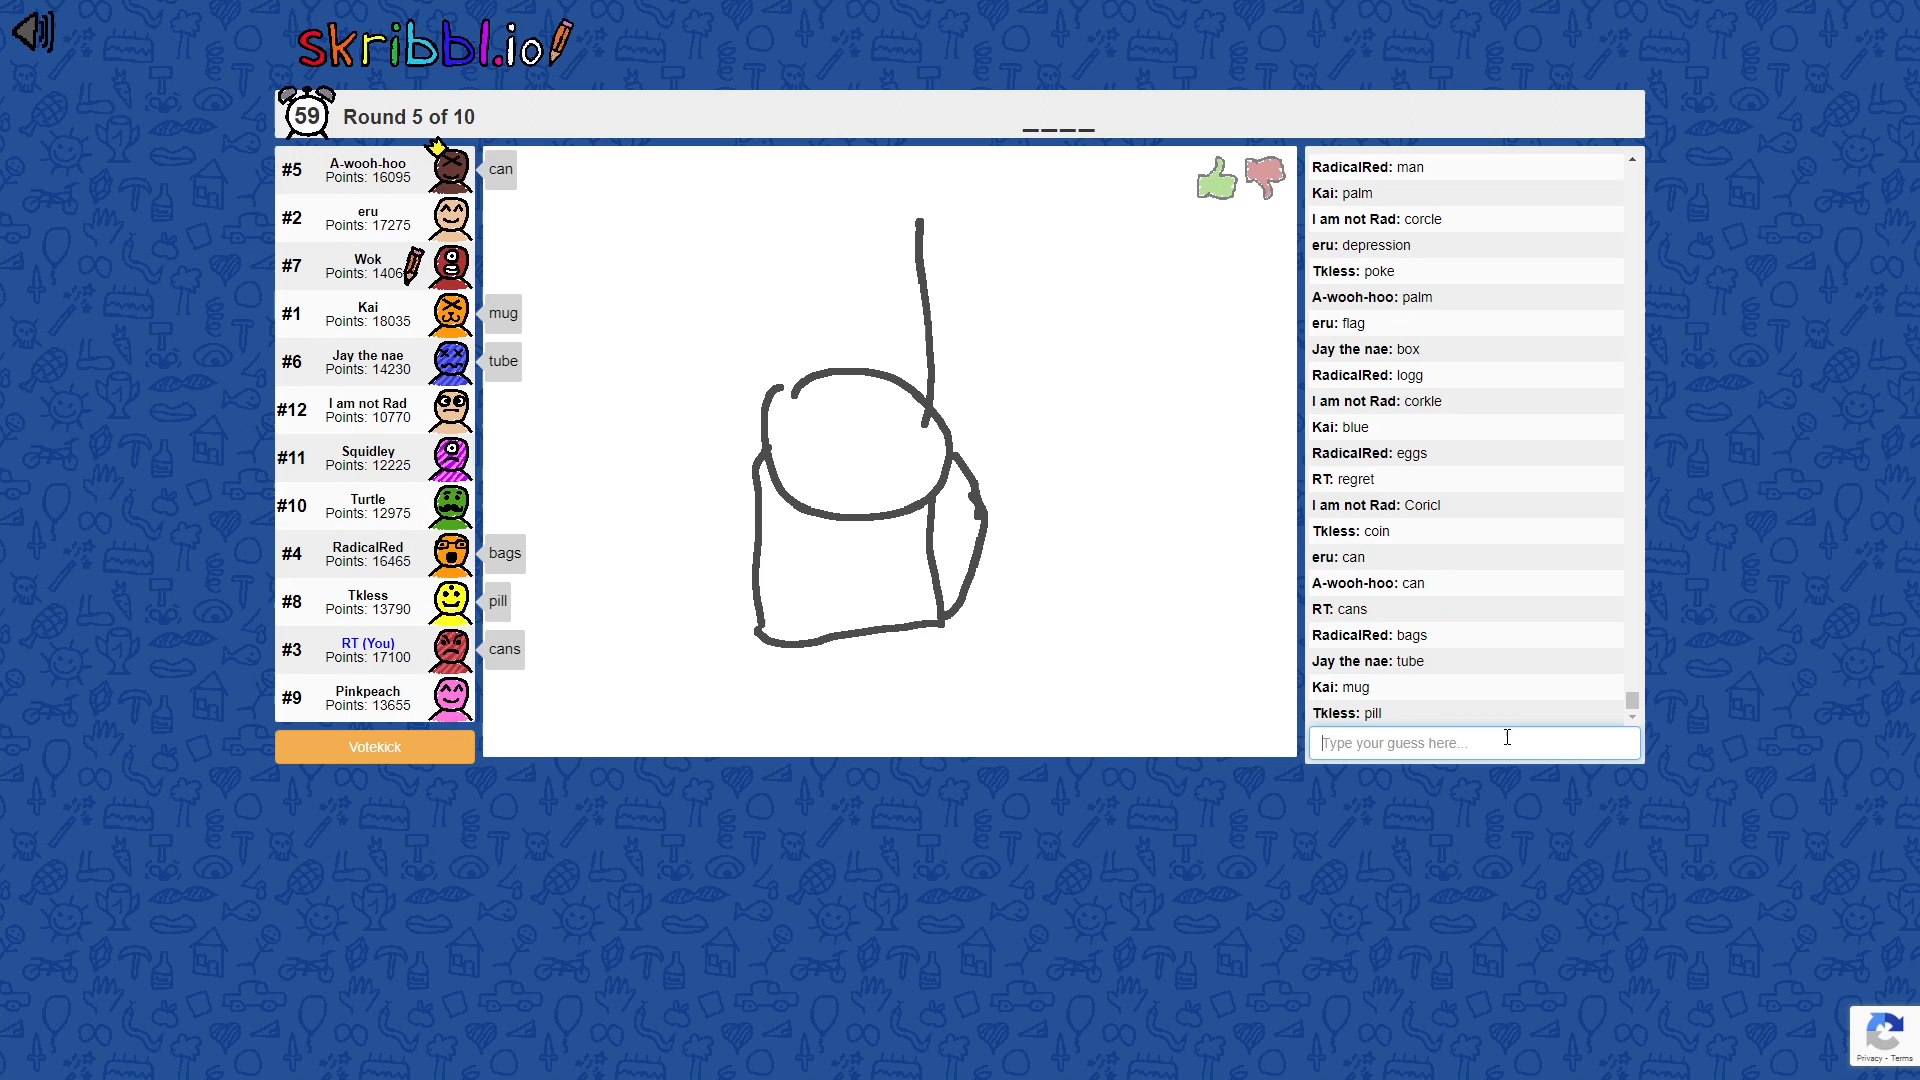 skribbl.io
59
Round 5 of 10
_ _ _ _
#5
A-wooh-hoo
Points: 16095
can
#2
eru
Points: 17275
#7
Wok
Points: 1406
#1
Kai
Points: 18035
mug
#6
Jay the nae
Points: 14230
tube
#12
I am not Rad
Points: 10770
#11
Squidley
Points: 12225
#10
Turtle
Points: 12975
#4
RadicalRed
Points: 16465
bags
#8
Tkless
Points: 13790
pill
#3
RT (You)
Points: 17100
cans
#9
Pinkpeach
Points: 13655
Votekick
RadicalRed: man
Kai: palm
I am not Rad: corcle
eru: depression
Tkless: poke
A-wooh-hoo: palm
eru: flag
Jay the nae: box
RadicalRed: logg
I am not Rad: corkle
Kai: blue
RadicalRed: eggs
RT: regret
I am not Rad: Coricl
Tkless: coin
eru: can
A-wooh-hoo: can
RT: cans
RadicalRed: bags
Jay the nae: tube
Kai: mug
Tkless: pill
Type your guess here...
Privacy - Terms